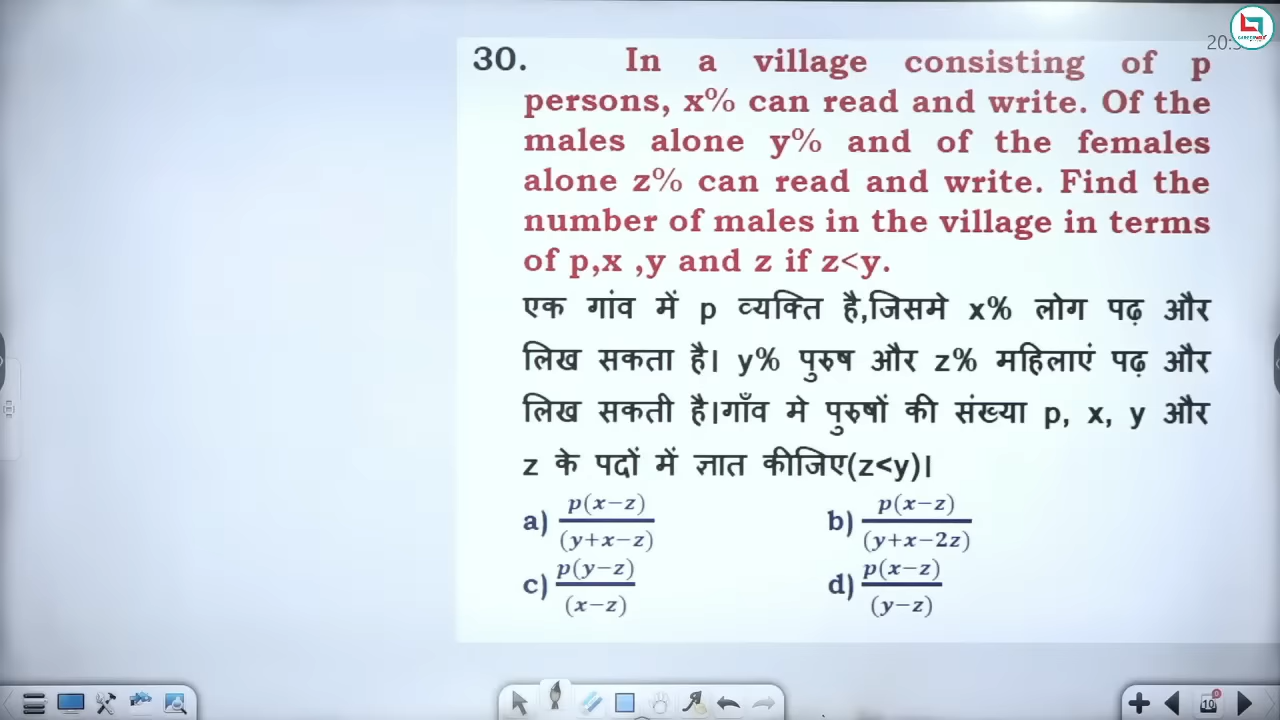 20:
30. In a village consisting of p
persons, x% can read and write. Of the
males alone y% and of the females
alone z% can read and write. Find the
number of males in the village in terms
of p,x ,y and z if z<y.
एक गांव में p व्यक्ति है,जिसमे x% लोग पढ़ और
लिख सकता है। y% पुरुष और z% महिलाएं पढ़ और
लिख सकती है।गाँव मे पुरुषों की संख्या p, x, y और
z के पदों में ज्ञात कीजिए(z<y)।
a) p(x−z)/(y+x−z) b) p(x−z)/(y+x−2z)
c) p(y−z)/(x−z) d) p(x−z)/(y−z)
10